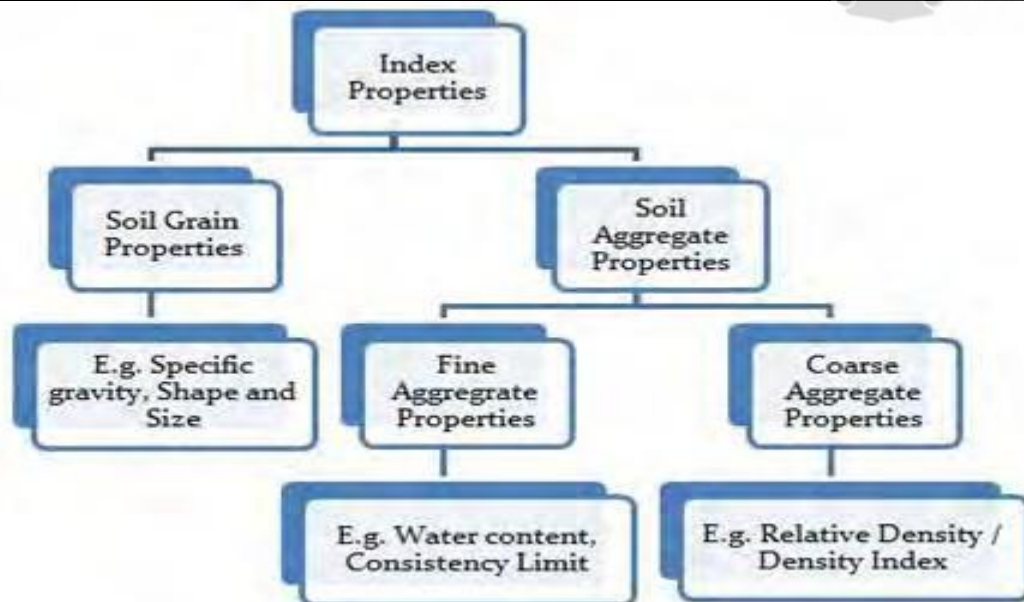 Index
Properties
Soil Grain
Properties
Soil
Aggregate
Properties
E.g. Specific
gravity, Shape and
Size
Fine
Aggregrate
Properties
Coarse
Aggregate
Properties
E.g. Water content,
Consistency Limit
E.g. Relative Density /
Density Index